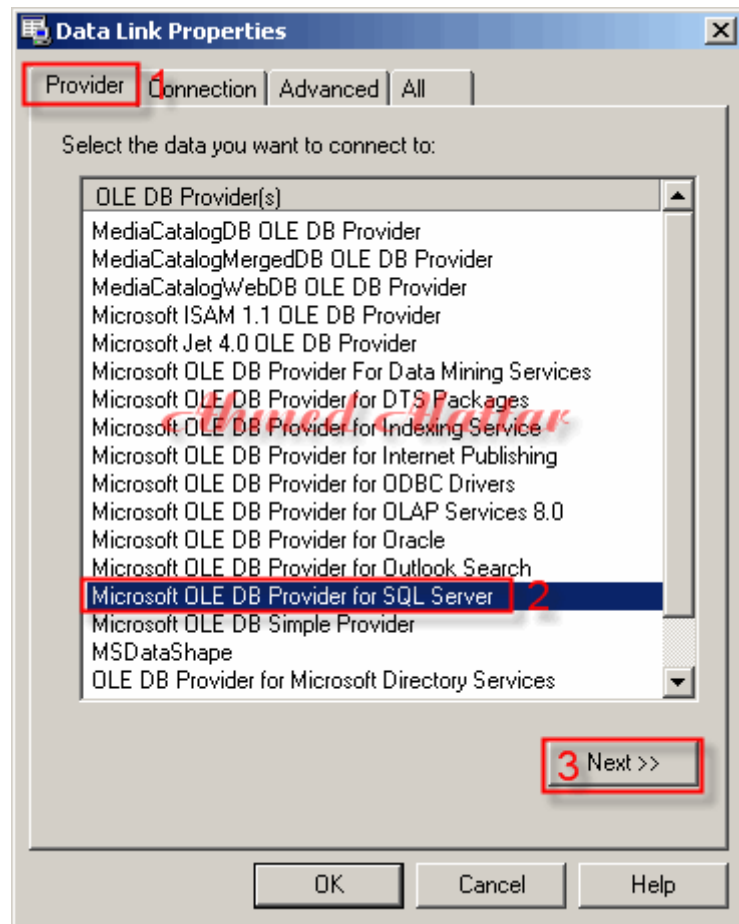 Data Link Properties
Provider 1 Connection Advanced All
Select the data you want to connect to:
OLE DB Provider(s)
MediaCatalogDB OLE DB Provider
MediaCatalogMergedDB OLE DB Provider
MediaCatalogWebDB OLE DB Provider
Microsoft ISAM 1.1 OLE DB Provider
Microsoft Jet 4.0 OLE DB Provider
Microsoft OLE DB Provider For Data Mining Services
Microsoft OLE DB Provider for DTS Packages
Ahmed Alattar
Microsoft OLE DB Provider for Indexing Service
Microsoft OLE DB Provider for Internet Publishing
Microsoft OLE DB Provider for ODBC Drivers
Microsoft OLE DB Provider for OLAP Services 8.0
Microsoft OLE DB Provider for Oracle
Microsoft OLE DB Provider for Outlook Search
Microsoft OLE DB Provider for SQL Server 2
Microsoft OLE DB Simple Provider
MSDataShape
OLE DB Provider for Microsoft Directory Services
3 Next >>
OK Cancel Help